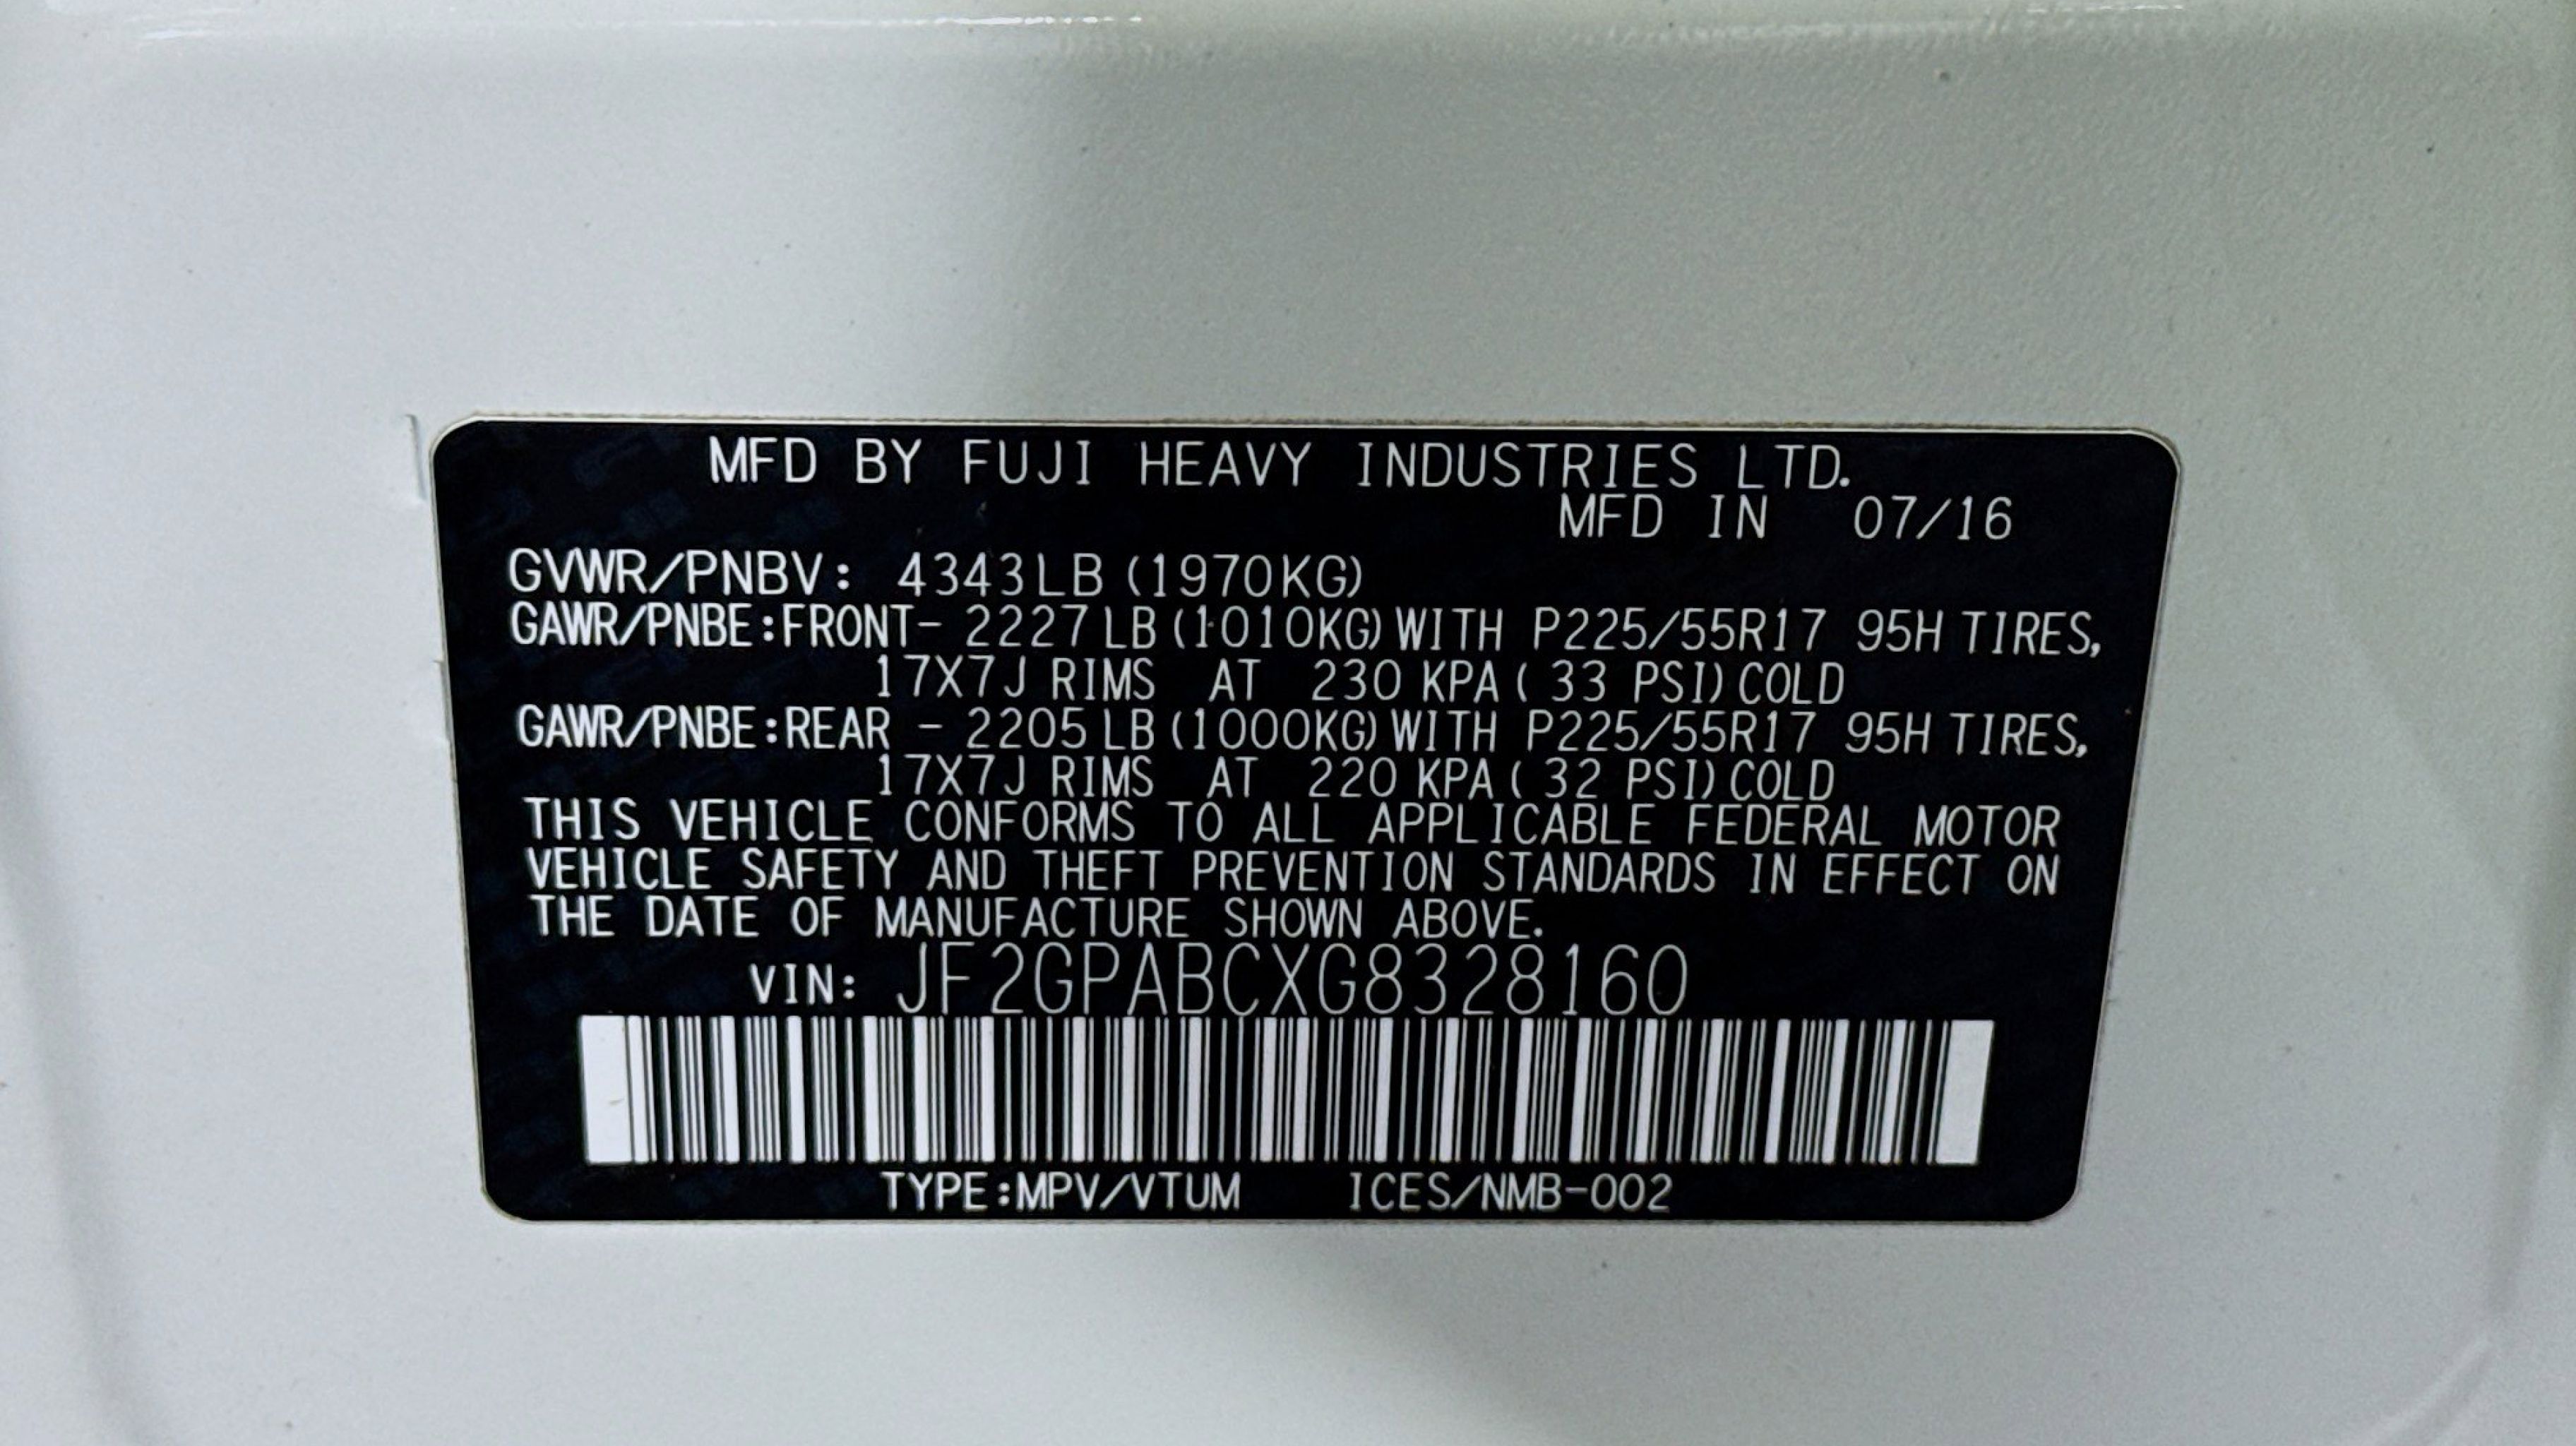 MFD BY FUJI HEAVY INDUSTRIES LTD.
MFD IN 07/16
GVWR/PNBV: 4343LB (1970KG)
GAWR/PNBE:FRONT- 2227LB (1010KG) WITH P225/55R17 95H TIRES,
17X7J RIMS AT 230 KPA ( 33 PSI) COLD
GAWR/PNBE:REAR - 2205LB (1000KG) WITH P225/55R17 95H TIRES,
17X7J RIMS AT 220 KPA ( 32 PSI) COLD
THIS VEHICLE CONFORMS TO ALL APPLICABLE FEDERAL MOTOR
VEHICLE SAFETY AND THEFT PREVENTION STANDARDS IN EFFECT ON
THE DATE OF MANUFACTURE SHOWN ABOVE.
VIN: JF2GPABCXG8328160
TYPE:MPV/VTUM ICES/NMB-002